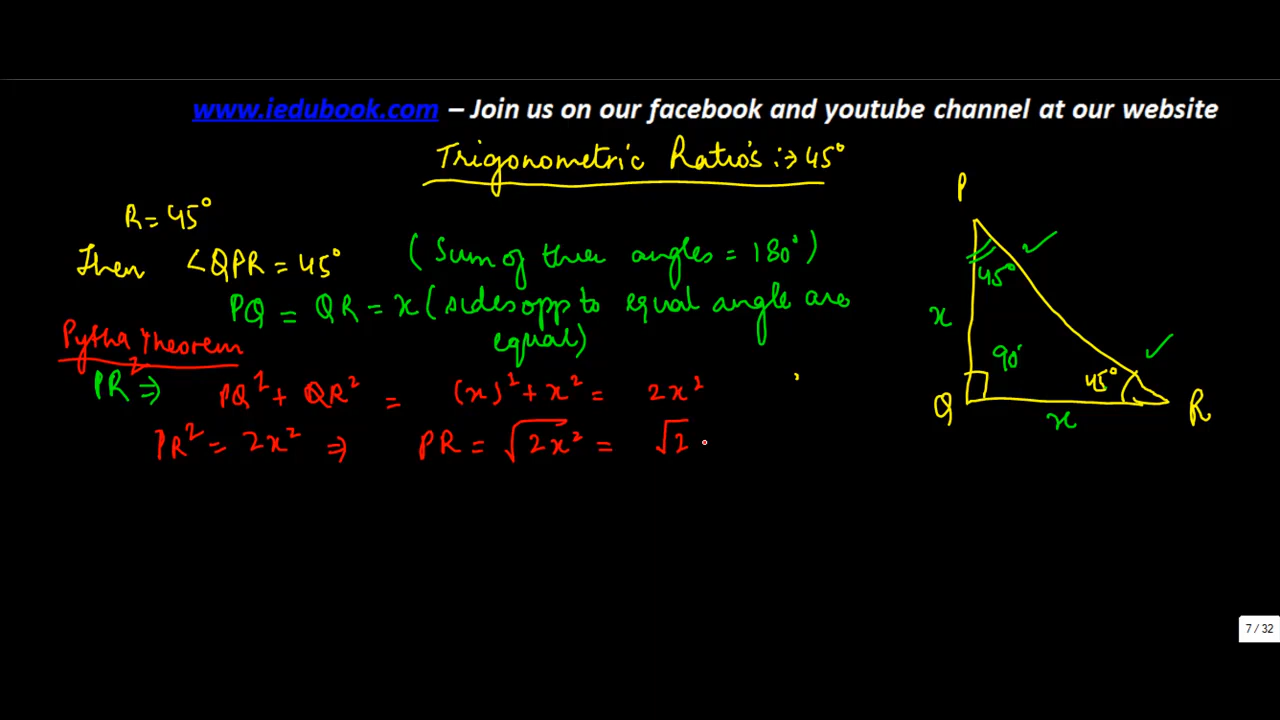 www.iedubook.com – Join us on our facebook and youtube channel at our website
Trigonometric Ratio's :→ 45°
R = 45°
Then ∠QPR = 45° (Sum of three angles = 180°)
PQ = QR = x (sides opp to equal angle are
equal)
Pytha Theorem
PR² ⇒ PQ² + QR² = (x)² + x² = 2x²
PR² = 2x² ⇒ PR = √2x² = √2
P
45°
x
90°
45°
Q
x
R
7 / 32